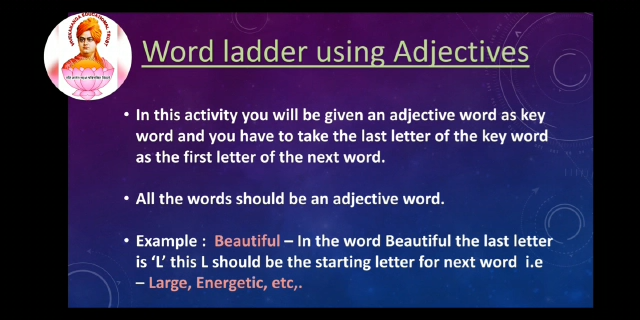 Word ladder using Adjectives
• In this activity you will be given an adjective word as key
word and you have to take the last letter of the key word
as the first letter of the next word.
• All the words should be an adjective word.
• Example : Beautiful – In the word Beautiful the last letter
is ‘L’ this L should be the starting letter for next word i.e
– Large, Energetic, etc,.